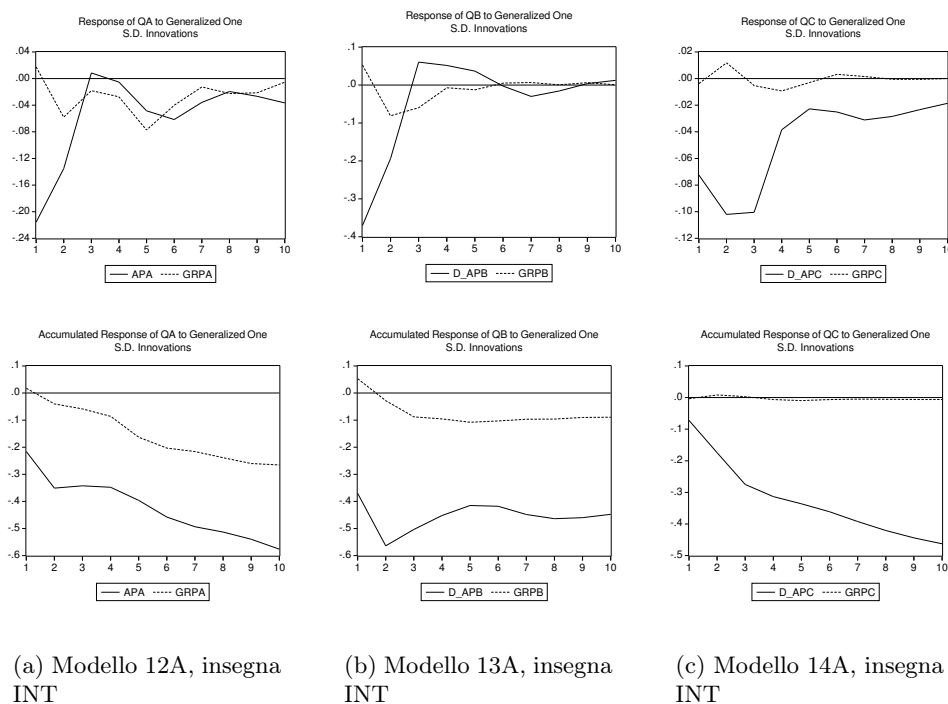 Response of QA to Generalized One
S.D. Innovations
.04
.00
-.04
-.08
-.12
-.16
-.20
-.24
1 2 3 4 5 6 7 8 9 10
APA GRPA
Response of QB to Generalized One
S.D. Innovations
.1
.0
-.1
-.2
-.3
-.4
1 2 3 4 5 6 7 8 9 10
D_APB GRPB
Response of QC to Generalized One
S.D. Innovations
.02
.00
-.02
-.04
-.06
-.08
-.10
-.12
1 2 3 4 5 6 7 8 9 10
D_APC GRPC
Accumulated Response of QA to Generalized One
S.D. Innovations
.1
.0
-.1
-.2
-.3
-.4
-.5
-.6
1 2 3 4 5 6 7 8 9 10
APA GRPA
Accumulated Response of QB to Generalized One
S.D. Innovations
.1
.0
-.1
-.2
-.3
-.4
-.5
-.6
1 2 3 4 5 6 7 8 9 10
D_APB GRPB
Accumulated Response of QC to Generalized One
S.D. Innovations
.1
.0
-.1
-.2
-.3
-.4
-.5
1 2 3 4 5 6 7 8 9 10
D_APC GRPC
(a) Modello 12A, insegna
INT
(b) Modello 13A, insegna
INT
(c) Modello 14A, insegna
INT